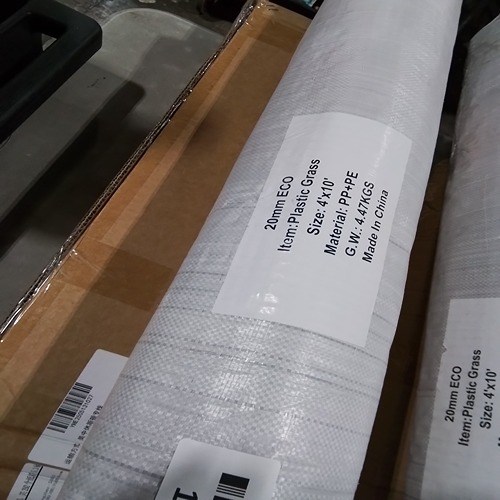 20mm ECO
Item:Plastic Grass
Size: 4'x10'
Material: PP+PE
G.W.: 4.47KGS
Made In China
20mm ECO
Item:Plastic Grass
Size: 4'x10'